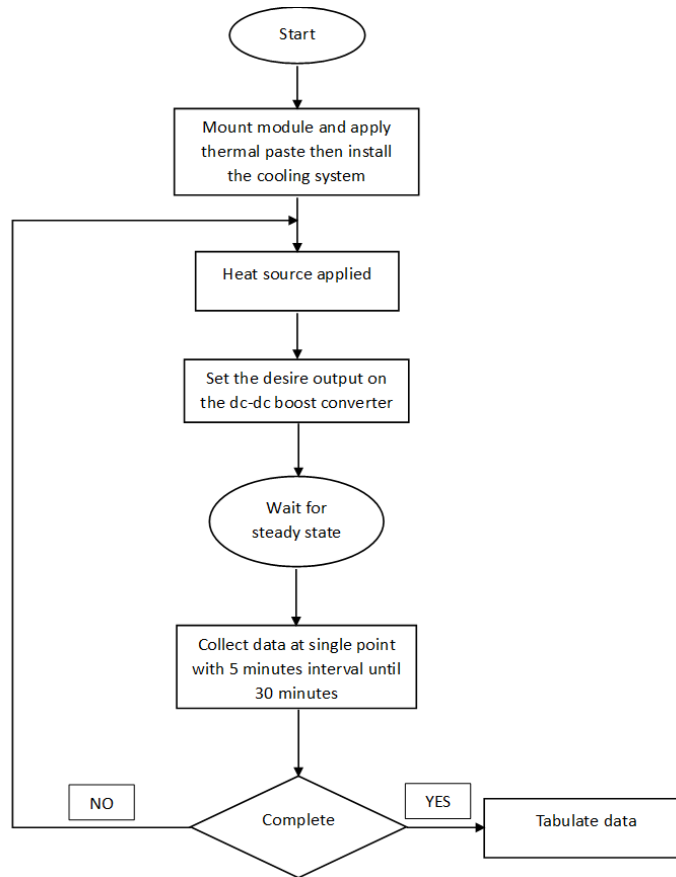 Start
Mount module and apply
thermal paste then install
the cooling system
Heat source applied
Set the desire output on
the dc-dc boost converter
Wait for
steady state
Collect data at single point
with 5 minutes interval until
30 minutes
NO
Complete
YES
Tabulate data